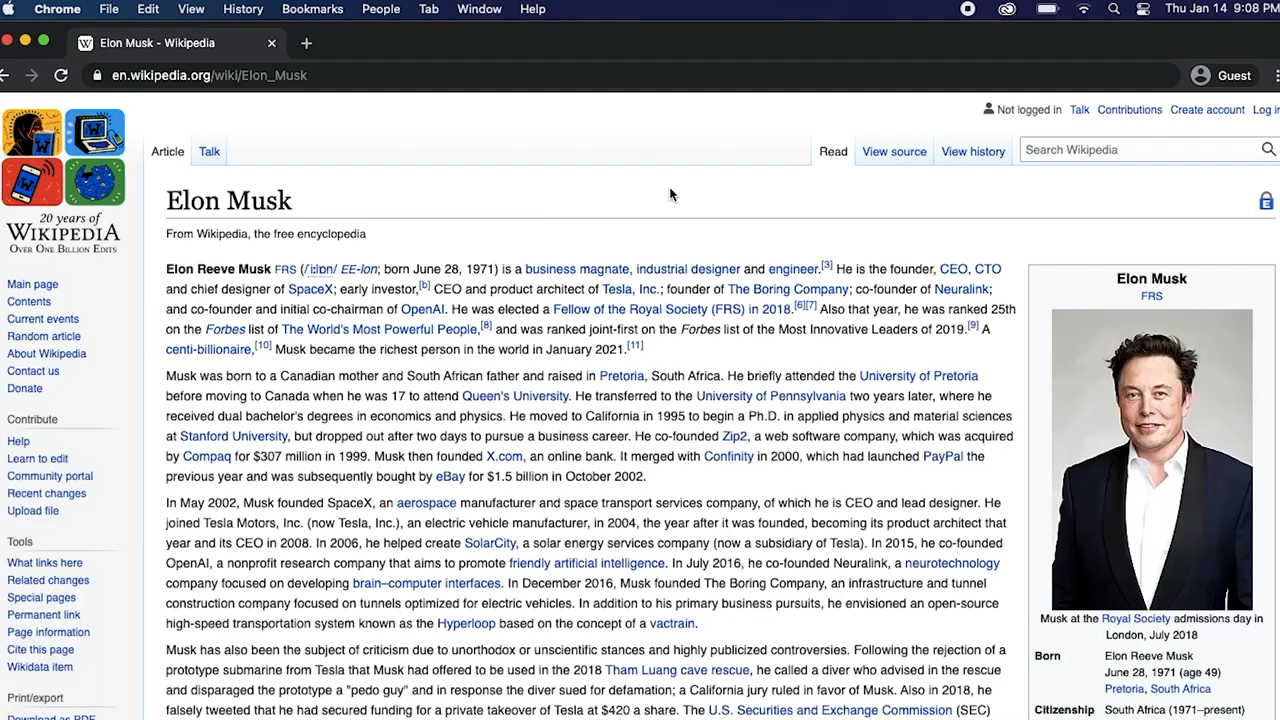 Chrome File Edit View History Bookmarks People Tab Window Help Thu Jan 14 9:08 PM
Elon Musk - Wikipedia
en.wikipedia.org/wiki/Elon_Musk Guest
Not logged in Talk Contributions Create account Log in
Article Talk Read View source View history Search Wikipedia
20 years of
WIKIPEDIA
OVER ONE BILLION EDITS
Main page
Contents
Current events
Random article
About Wikipedia
Contact us
Donate
Contribute
Help
Learn to edit
Community portal
Recent changes
Upload file
Tools
What links here
Related changes
Special pages
Permanent link
Page information
Cite this page
Wikidata item
Print/export
Download as PDF
Elon Musk
From Wikipedia, the free encyclopedia
Elon Reeve Musk FRS (/ˈiːlɒn/ EE-lon; born June 28, 1971) is a business magnate, industrial designer and engineer.[3] He is the founder, CEO, CTO
and chief designer of SpaceX; early investor,[b] CEO and product architect of Tesla, Inc.; founder of The Boring Company; co-founder of Neuralink;
and co-founder and initial co-chairman of OpenAI. He was elected a Fellow of the Royal Society (FRS) in 2018.[6][7] Also that year, he was ranked 25th
on the Forbes list of The World's Most Powerful People,[8] and was ranked joint-first on the Forbes list of the Most Innovative Leaders of 2019.[9] A
centi-billionaire,[10] Musk became the richest person in the world in January 2021.[11]
Musk was born to a Canadian mother and South African father and raised in Pretoria, South Africa. He briefly attended the University of Pretoria
before moving to Canada when he was 17 to attend Queen's University. He transferred to the University of Pennsylvania two years later, where he
received dual bachelor's degrees in economics and physics. He moved to California in 1995 to begin a Ph.D. in applied physics and material sciences
at Stanford University, but dropped out after two days to pursue a business career. He co-founded Zip2, a web software company, which was acquired
by Compaq for $307 million in 1999. Musk then founded X.com, an online bank. It merged with Confinity in 2000, which had launched PayPal the
previous year and was subsequently bought by eBay for $1.5 billion in October 2002.
In May 2002, Musk founded SpaceX, an aerospace manufacturer and space transport services company, of which he is CEO and lead designer. He
joined Tesla Motors, Inc. (now Tesla, Inc.), an electric vehicle manufacturer, in 2004, the year after it was founded, becoming its product architect that
year and its CEO in 2008. In 2006, he helped create SolarCity, a solar energy services company (now a subsidiary of Tesla). In 2015, he co-founded
OpenAI, a nonprofit research company that aims to promote friendly artificial intelligence. In July 2016, he co-founded Neuralink, a neurotechnology
company focused on developing brain–computer interfaces. In December 2016, Musk founded The Boring Company, an infrastructure and tunnel
construction company focused on tunnels optimized for electric vehicles. In addition to his primary business pursuits, he envisioned an open-source
high-speed transportation system known as the Hyperloop based on the concept of a vactrain.
Musk has also been the subject of criticism due to unorthodox or unscientific stances and highly publicized controversies. Following the rejection of a
prototype submarine from Tesla that Musk had offered to be used in the 2018 Tham Luang cave rescue, he called a diver who advised in the rescue
and disparaged the prototype a "pedo guy" and in response the diver sued for defamation; a California jury ruled in favor of Musk. Also in 2018, he
falsely tweeted that he had secured funding for a private takeover of Tesla at $420 a share. The U.S. Securities and Exchange Commission (SEC)
Elon Musk
FRS
Musk at the Royal Society admissions day in
London, July 2018
Born Elon Reeve Musk
June 28, 1971 (age 49)
Pretoria, South Africa
Citizenship South Africa (1971–present)